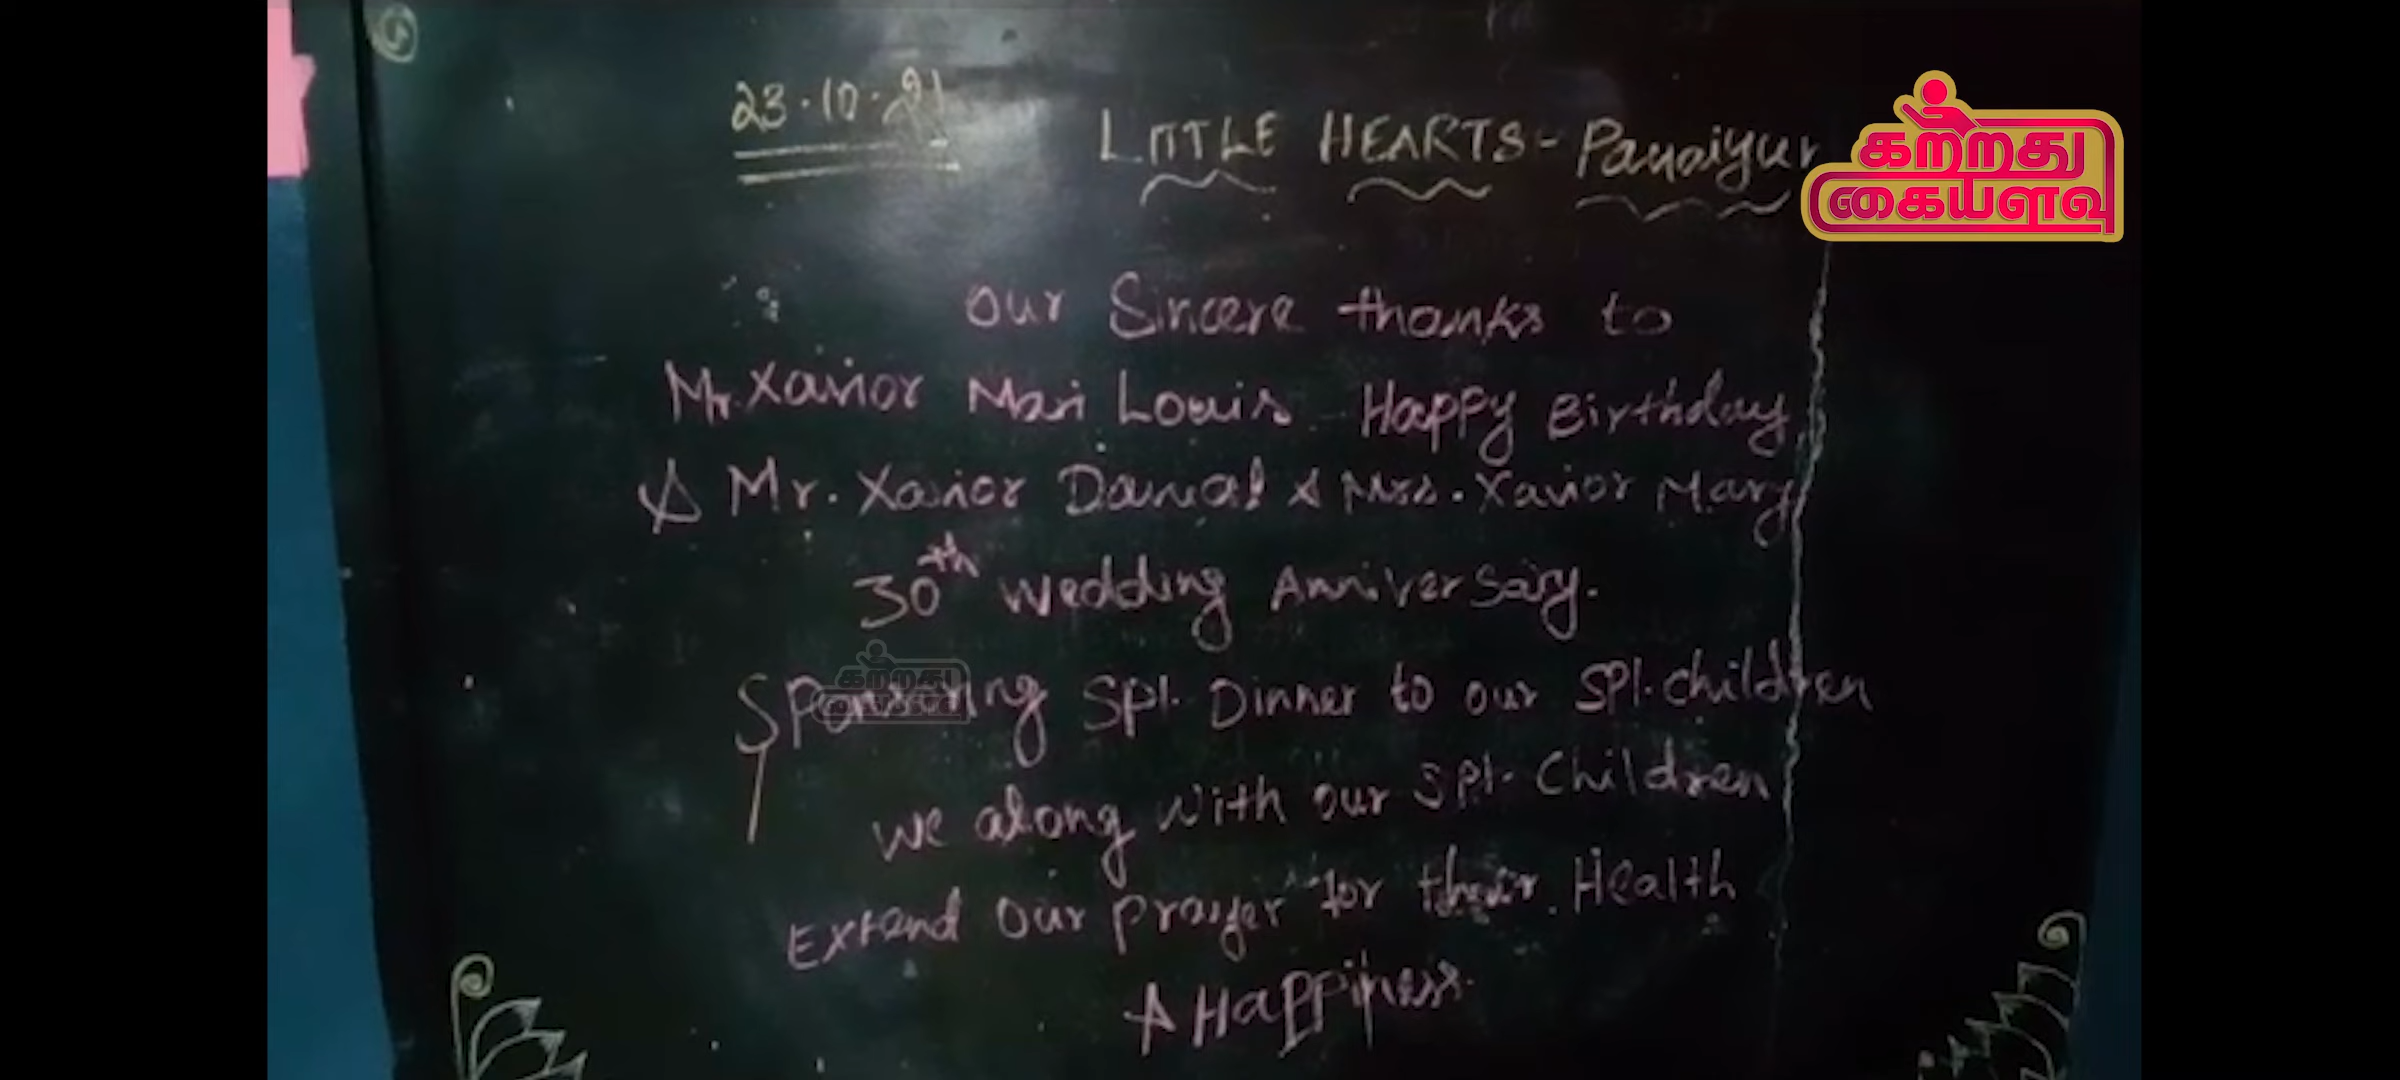 23.10.21
LITTLE HEARTS - Panaiyur
கற்றது
கையளவு
Our Sincere thanks to
Mr. Xavior Mari Louis Happy Birthday
& Mr. Xavior Danial & Mrs. Xavior Mary
30th Wedding Anniversary.
Sponsoring Spl. Dinner to our Spl. Children
We along with our Spl. Children
Extend Our Prayer for their Health
& Happiness.